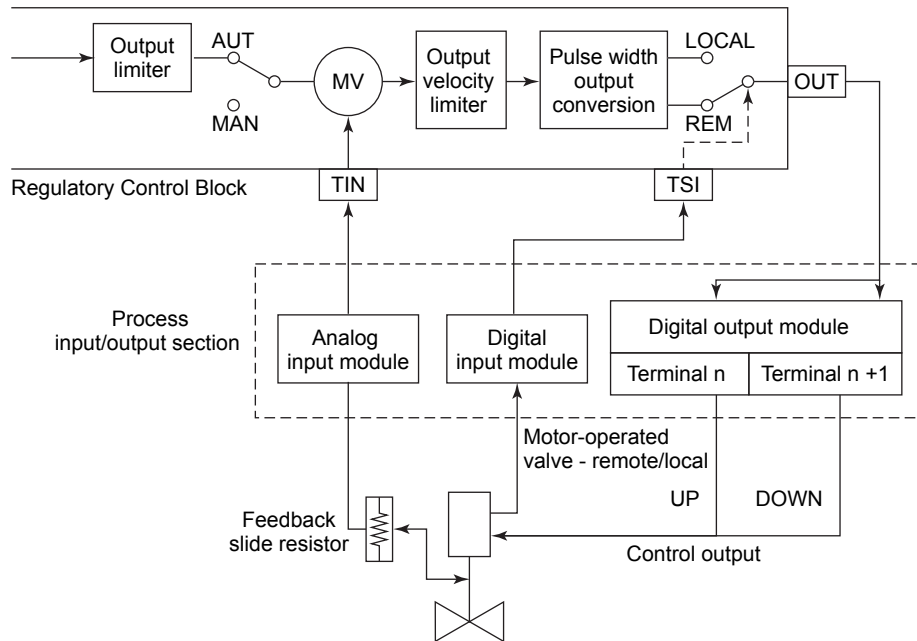 Output
limiter
AUT
MAN
MV
Output
velocity
limiter
Pulse width
output
conversion
LOCAL
REM
OUT
Regulatory Control Block
TIN
TSI
Process
input/output section
Analog
input module
Digital
input module
Digital output module
Terminal n
Terminal n +1
Motor-operated
valve - remote/local
UP
DOWN
Feedback
slide resistor
Control output